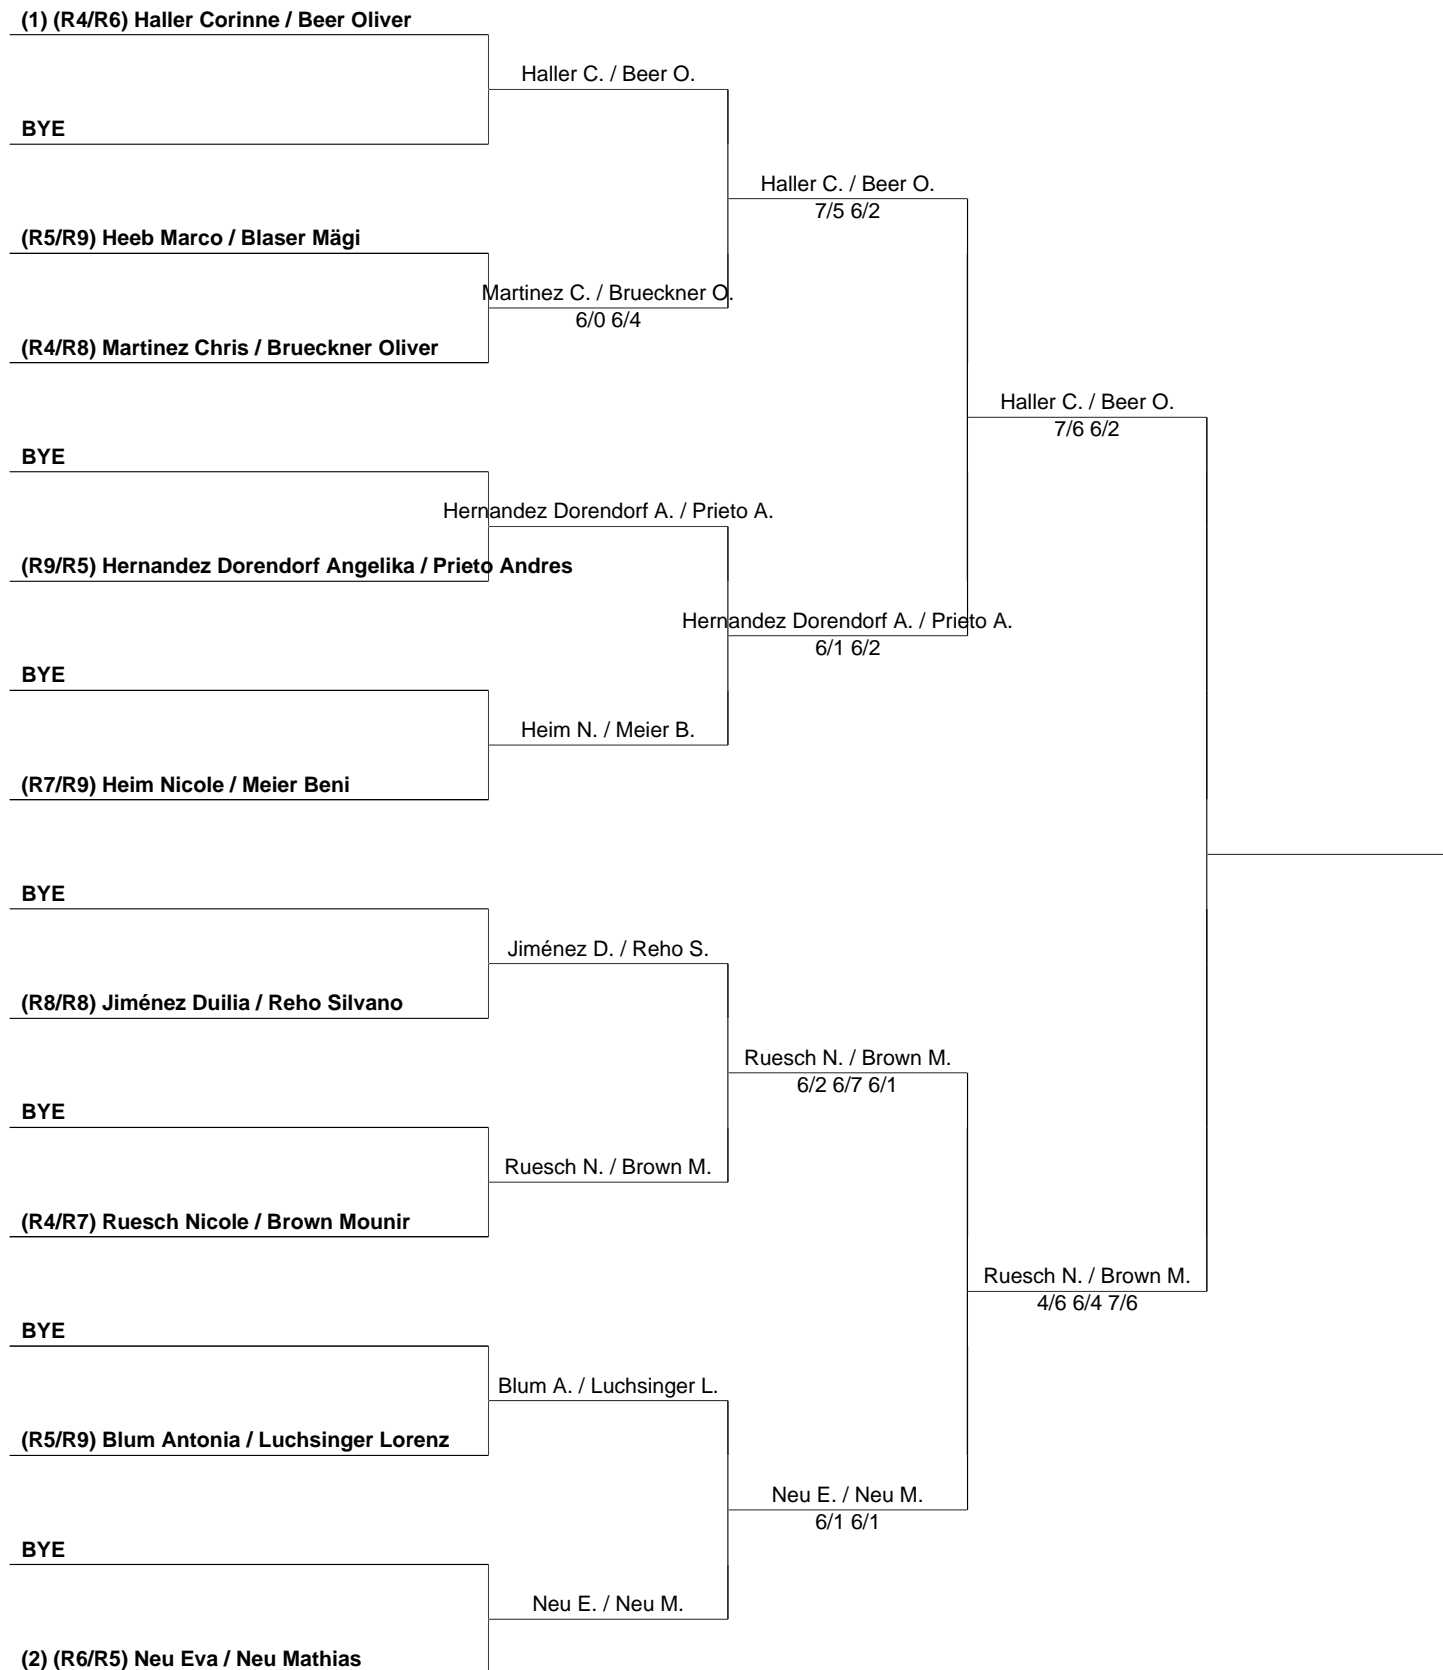 (1) (R4/R6) Haller Corinne / Beer Oliver
Haller C. / Beer O.
BYE
Haller C. / Beer O.
7/5 6/2
(R5/R9) Heeb Marco / Blaser Mägi
Martinez C. / Brueckner O.
6/0 6/4
(R4/R8) Martinez Chris / Brueckner Oliver
Haller C. / Beer O.
7/6 6/2
BYE
Hernandez Dorendorf A. / Prieto A.
(R9/R5) Hernandez Dorendorf Angelika / Prieto Andres
Hernandez Dorendorf A. / Prieto A.
6/1 6/2
BYE
Heim N. / Meier B.
(R7/R9) Heim Nicole / Meier Beni
BYE
Jiménez D. / Reho S.
(R8/R8) Jiménez Duilia / Reho Silvano
Ruesch N. / Brown M.
6/2 6/7 6/1
BYE
Ruesch N. / Brown M.
(R4/R7) Ruesch Nicole / Brown Mounir
Ruesch N. / Brown M.
4/6 6/4 7/6
BYE
Blum A. / Luchsinger L.
(R5/R9) Blum Antonia / Luchsinger Lorenz
Neu E. / Neu M.
6/1 6/1
BYE
Neu E. / Neu M.
(2) (R6/R5) Neu Eva / Neu Mathias